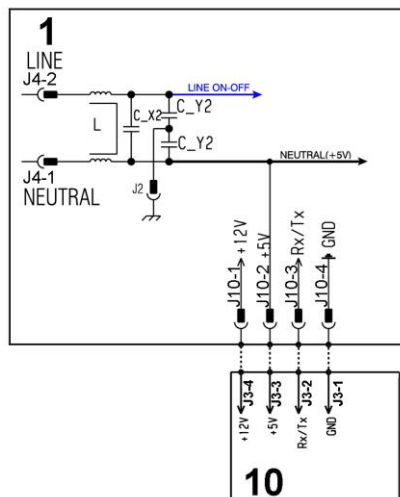 1
LINE
J4-2
LINE ON-OFF
C_X2
C_Y2
L
C_Y2
NEUTRAL(+5V)
J4-1
J2
NEUTRAL
+12V
+5V
Rx/Tx
GND
J10-1
J10-2
J10-3
J10-4
J3-4
J3-3
J3-2
J3-1
+12V
+5V
Rx/Tx
GND
10